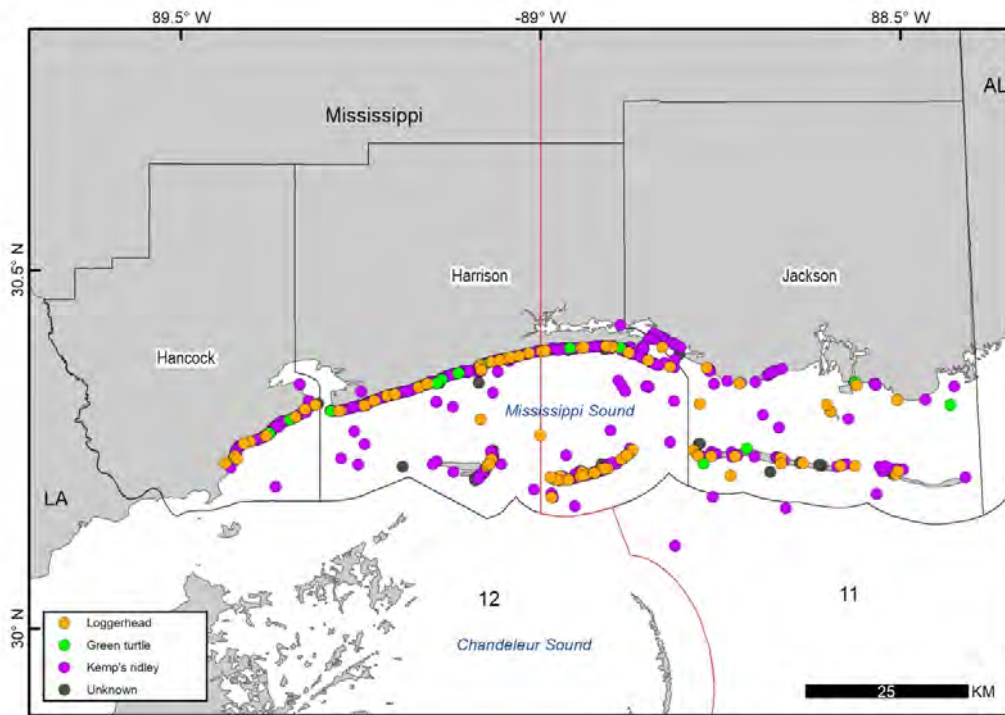 89.5° W
-89° W
88.5° W
AL
Mississippi
30.5° N
Harrison
Jackson
Hancock
Mississippi Sound
LA
12
11
30° N
Chandeleur Sound
Loggerhead
Green turtle
Kemp's ridley
Unknown
25
KM